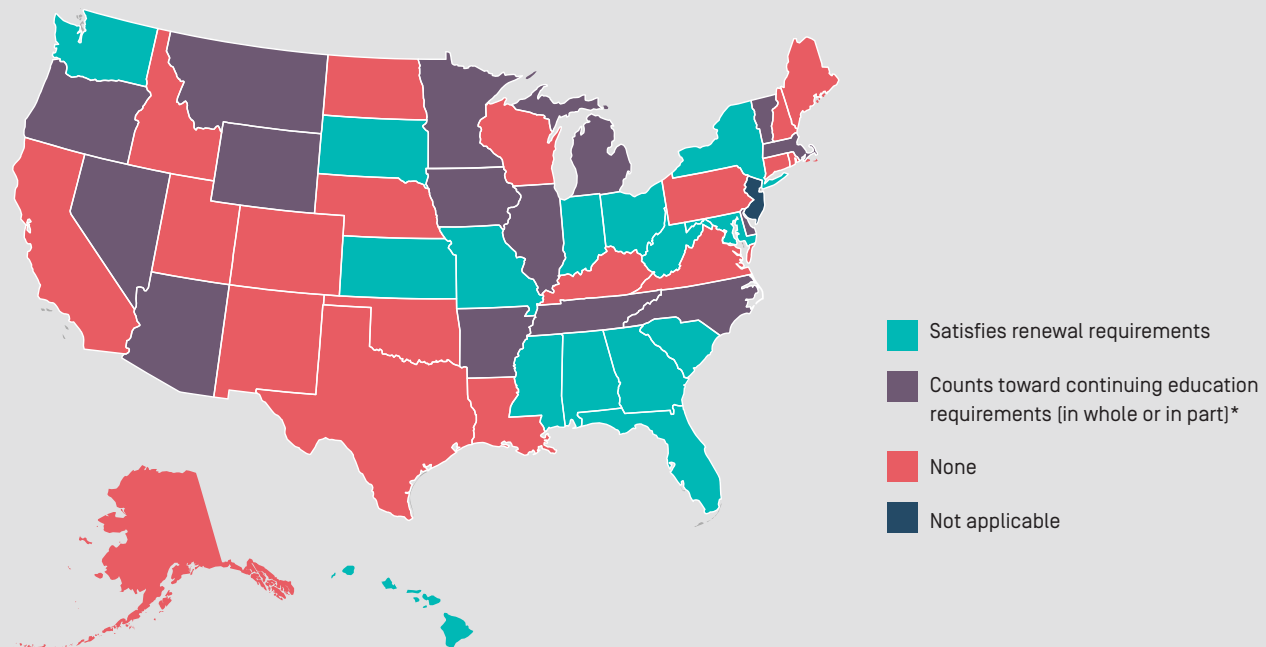 Satisfies renewal requirements
Counts toward continuing education
requirements (in whole or in part)*
None
Not applicable